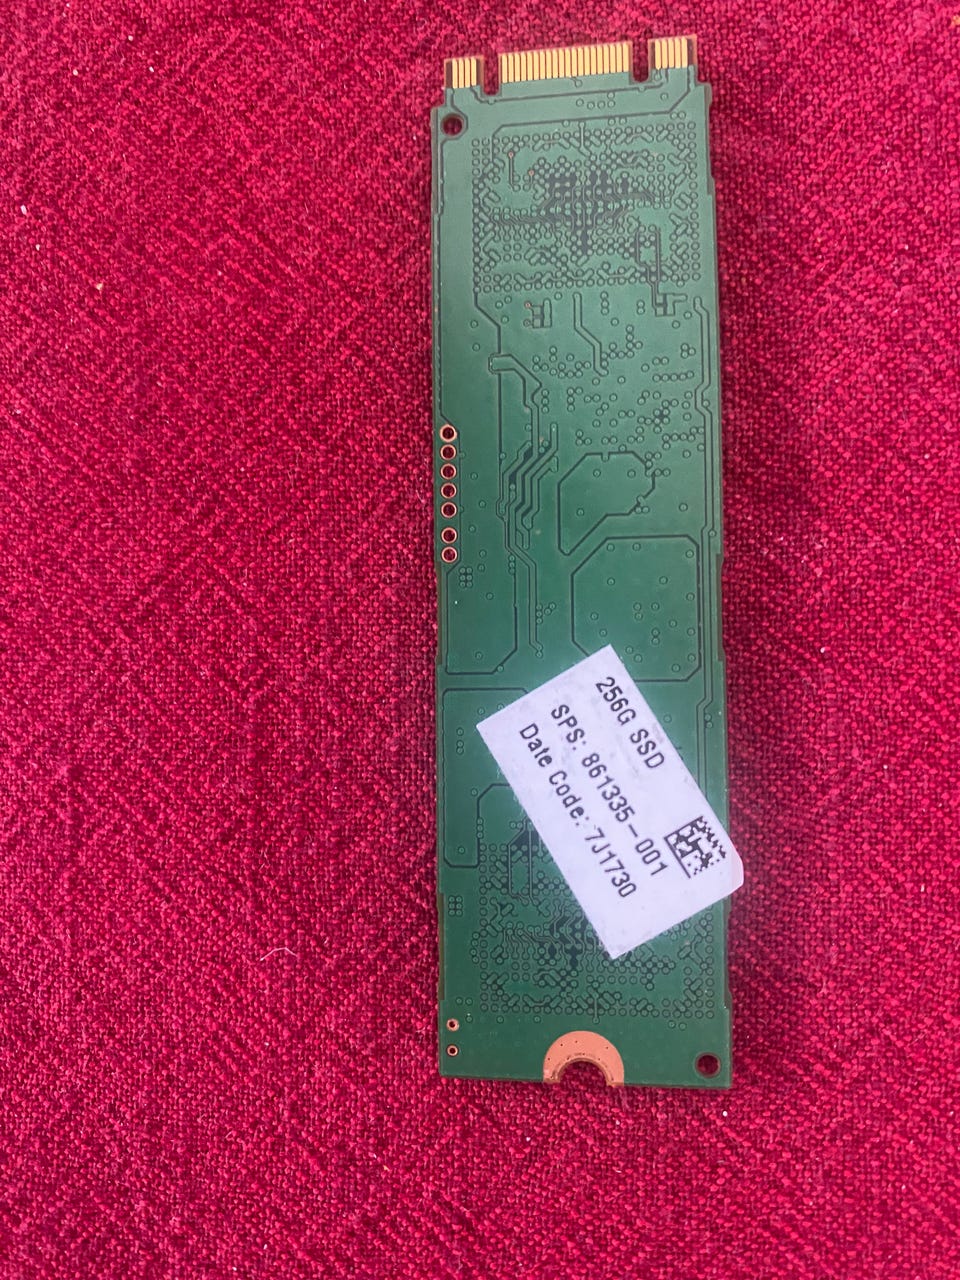 256G SSD
SPS: 861335-001
Date Code: 7J1730